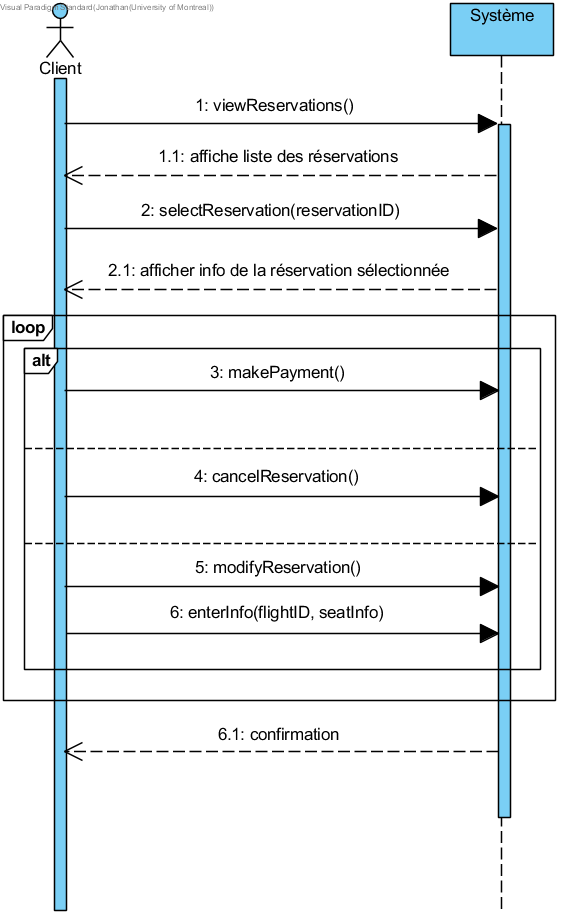 Visual Paradigm Standard(Jonathan(University of Montreal))
Système
Client
1: viewReservations()
1.1: affiche liste des réservations
2: selectReservation(reservationID)
2.1: afficher info de la réservation sélectionnée
loop
alt
3: makePayment()
4: cancelReservation()
5: modifyReservation()
6: enterInfo(flightID, seatInfo)
6.1: confirmation